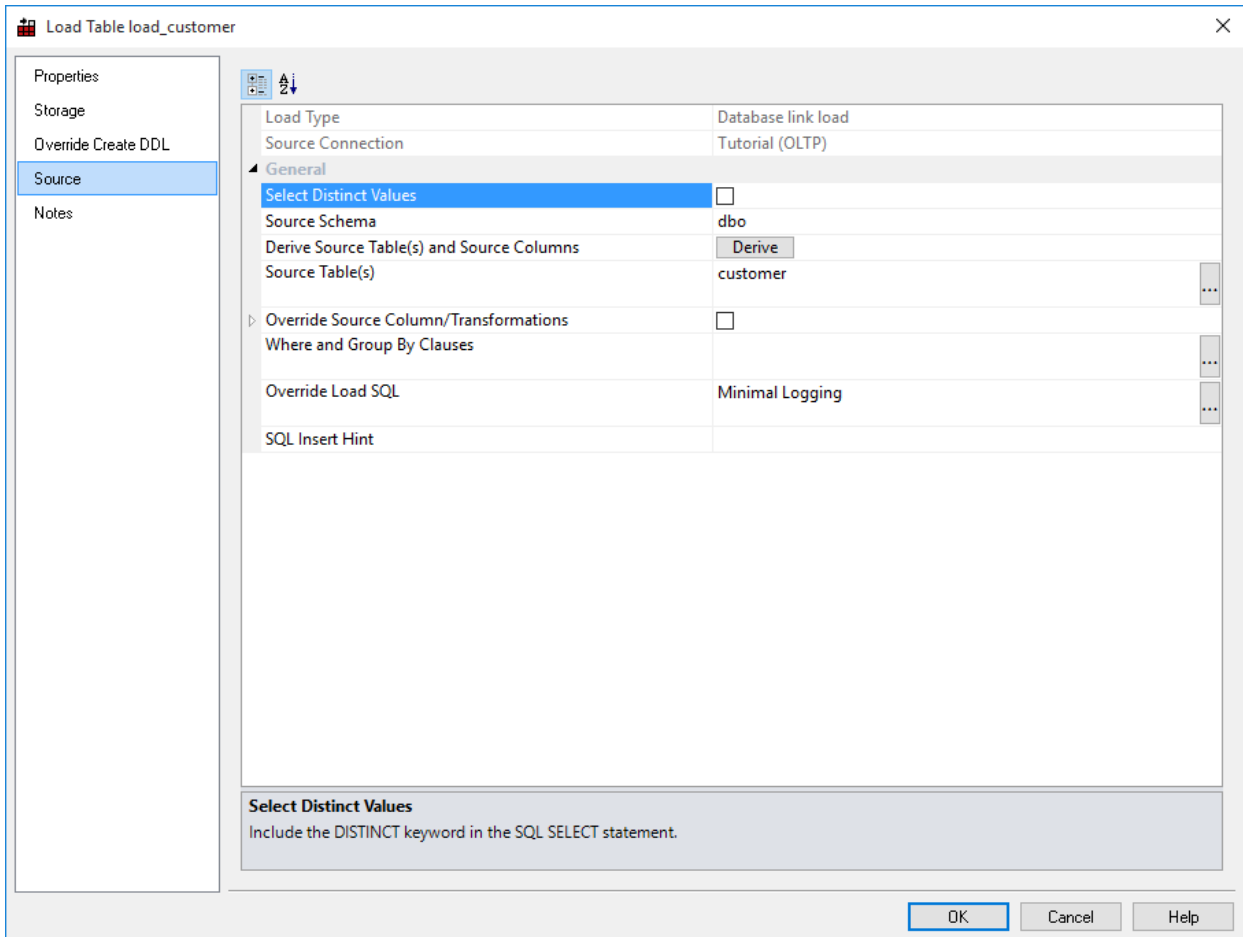 Load Table load_customer
Properties
Storage
Override Create DDL
Source
Notes
Load Type Database link load
Source Connection Tutorial (OLTP)
General
Select Distinct Values
Source Schema dbo
Derive Source Table(s) and Source Columns Derive
Source Table(s) customer
...
Override Source Column/Transformations
Where and Group By Clauses
...
Override Load SQL Minimal Logging
...
SQL Insert Hint
Select Distinct Values
Include the DISTINCT keyword in the SQL SELECT statement.
OK Cancel Help